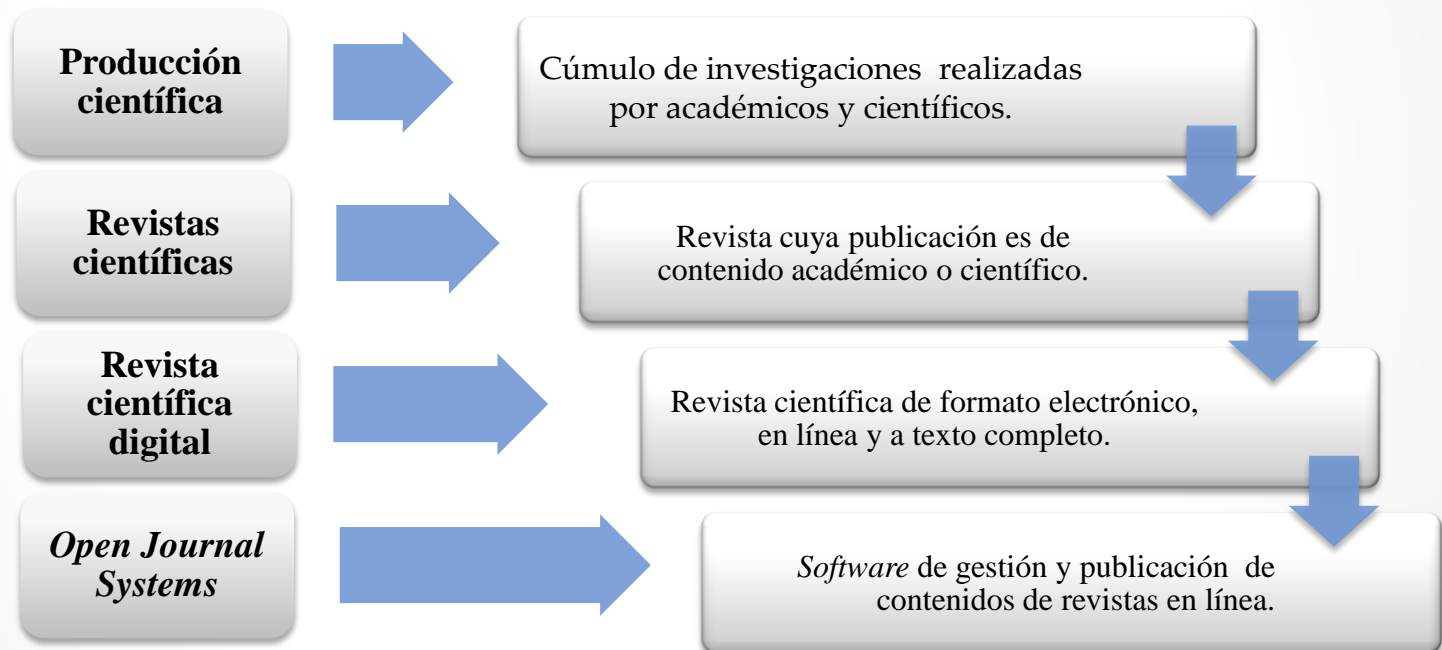 Producción
científica
Cúmulo de investigaciones realizadas
por académicos y científicos.
Revistas
científicas
Revista cuya publicación es de
contenido académico o científico.
Revista
científica
digital
Revista científica de formato electrónico,
en línea y a texto completo.
Open Journal
Systems
Software de gestión y publicación de
contenidos de revistas en línea.